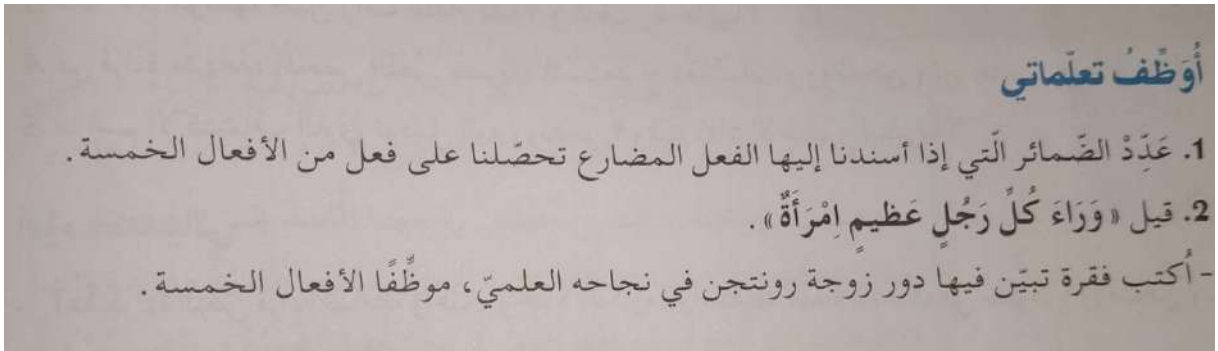 أُوَظِّفُ تعلّماتي
1. عَدِّدْ الضّمائر الّتي إذا أسندنا إليها الفعل المضارع تحصّلنا على فعل من الأفعال الخمسة.
2. قيل « وَرَاءَ كُلِّ رَجُلٍ عَظيمٍ اِمْرَأَةٌ ».
- اُكتب فقرة تبيّن فيها دور زوجة رونتجن في نجاحه العلميّ، موظِّفًا الأفعال الخمسة.